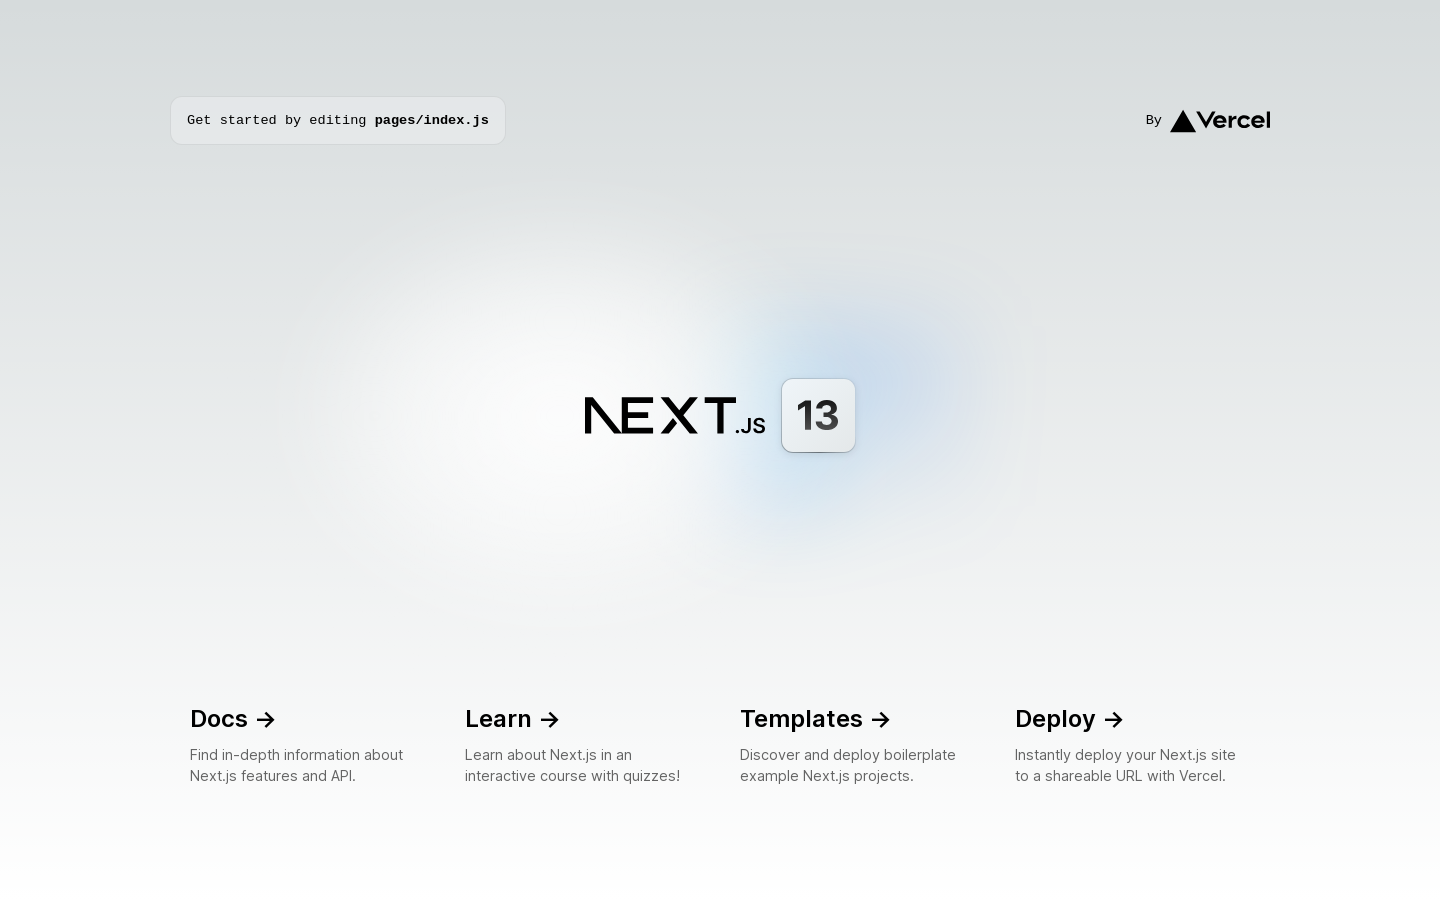 Get started by editing pages/index.js
By Vercel
NEXT.JS 13
Docs ->
Find in-depth information about
Next.js features and API.
Learn ->
Learn about Next.js in an
interactive course with quizzes!
Templates ->
Discover and deploy boilerplate
example Next.js projects.
Deploy ->
Instantly deploy your Next.js site
to a shareable URL with Vercel.